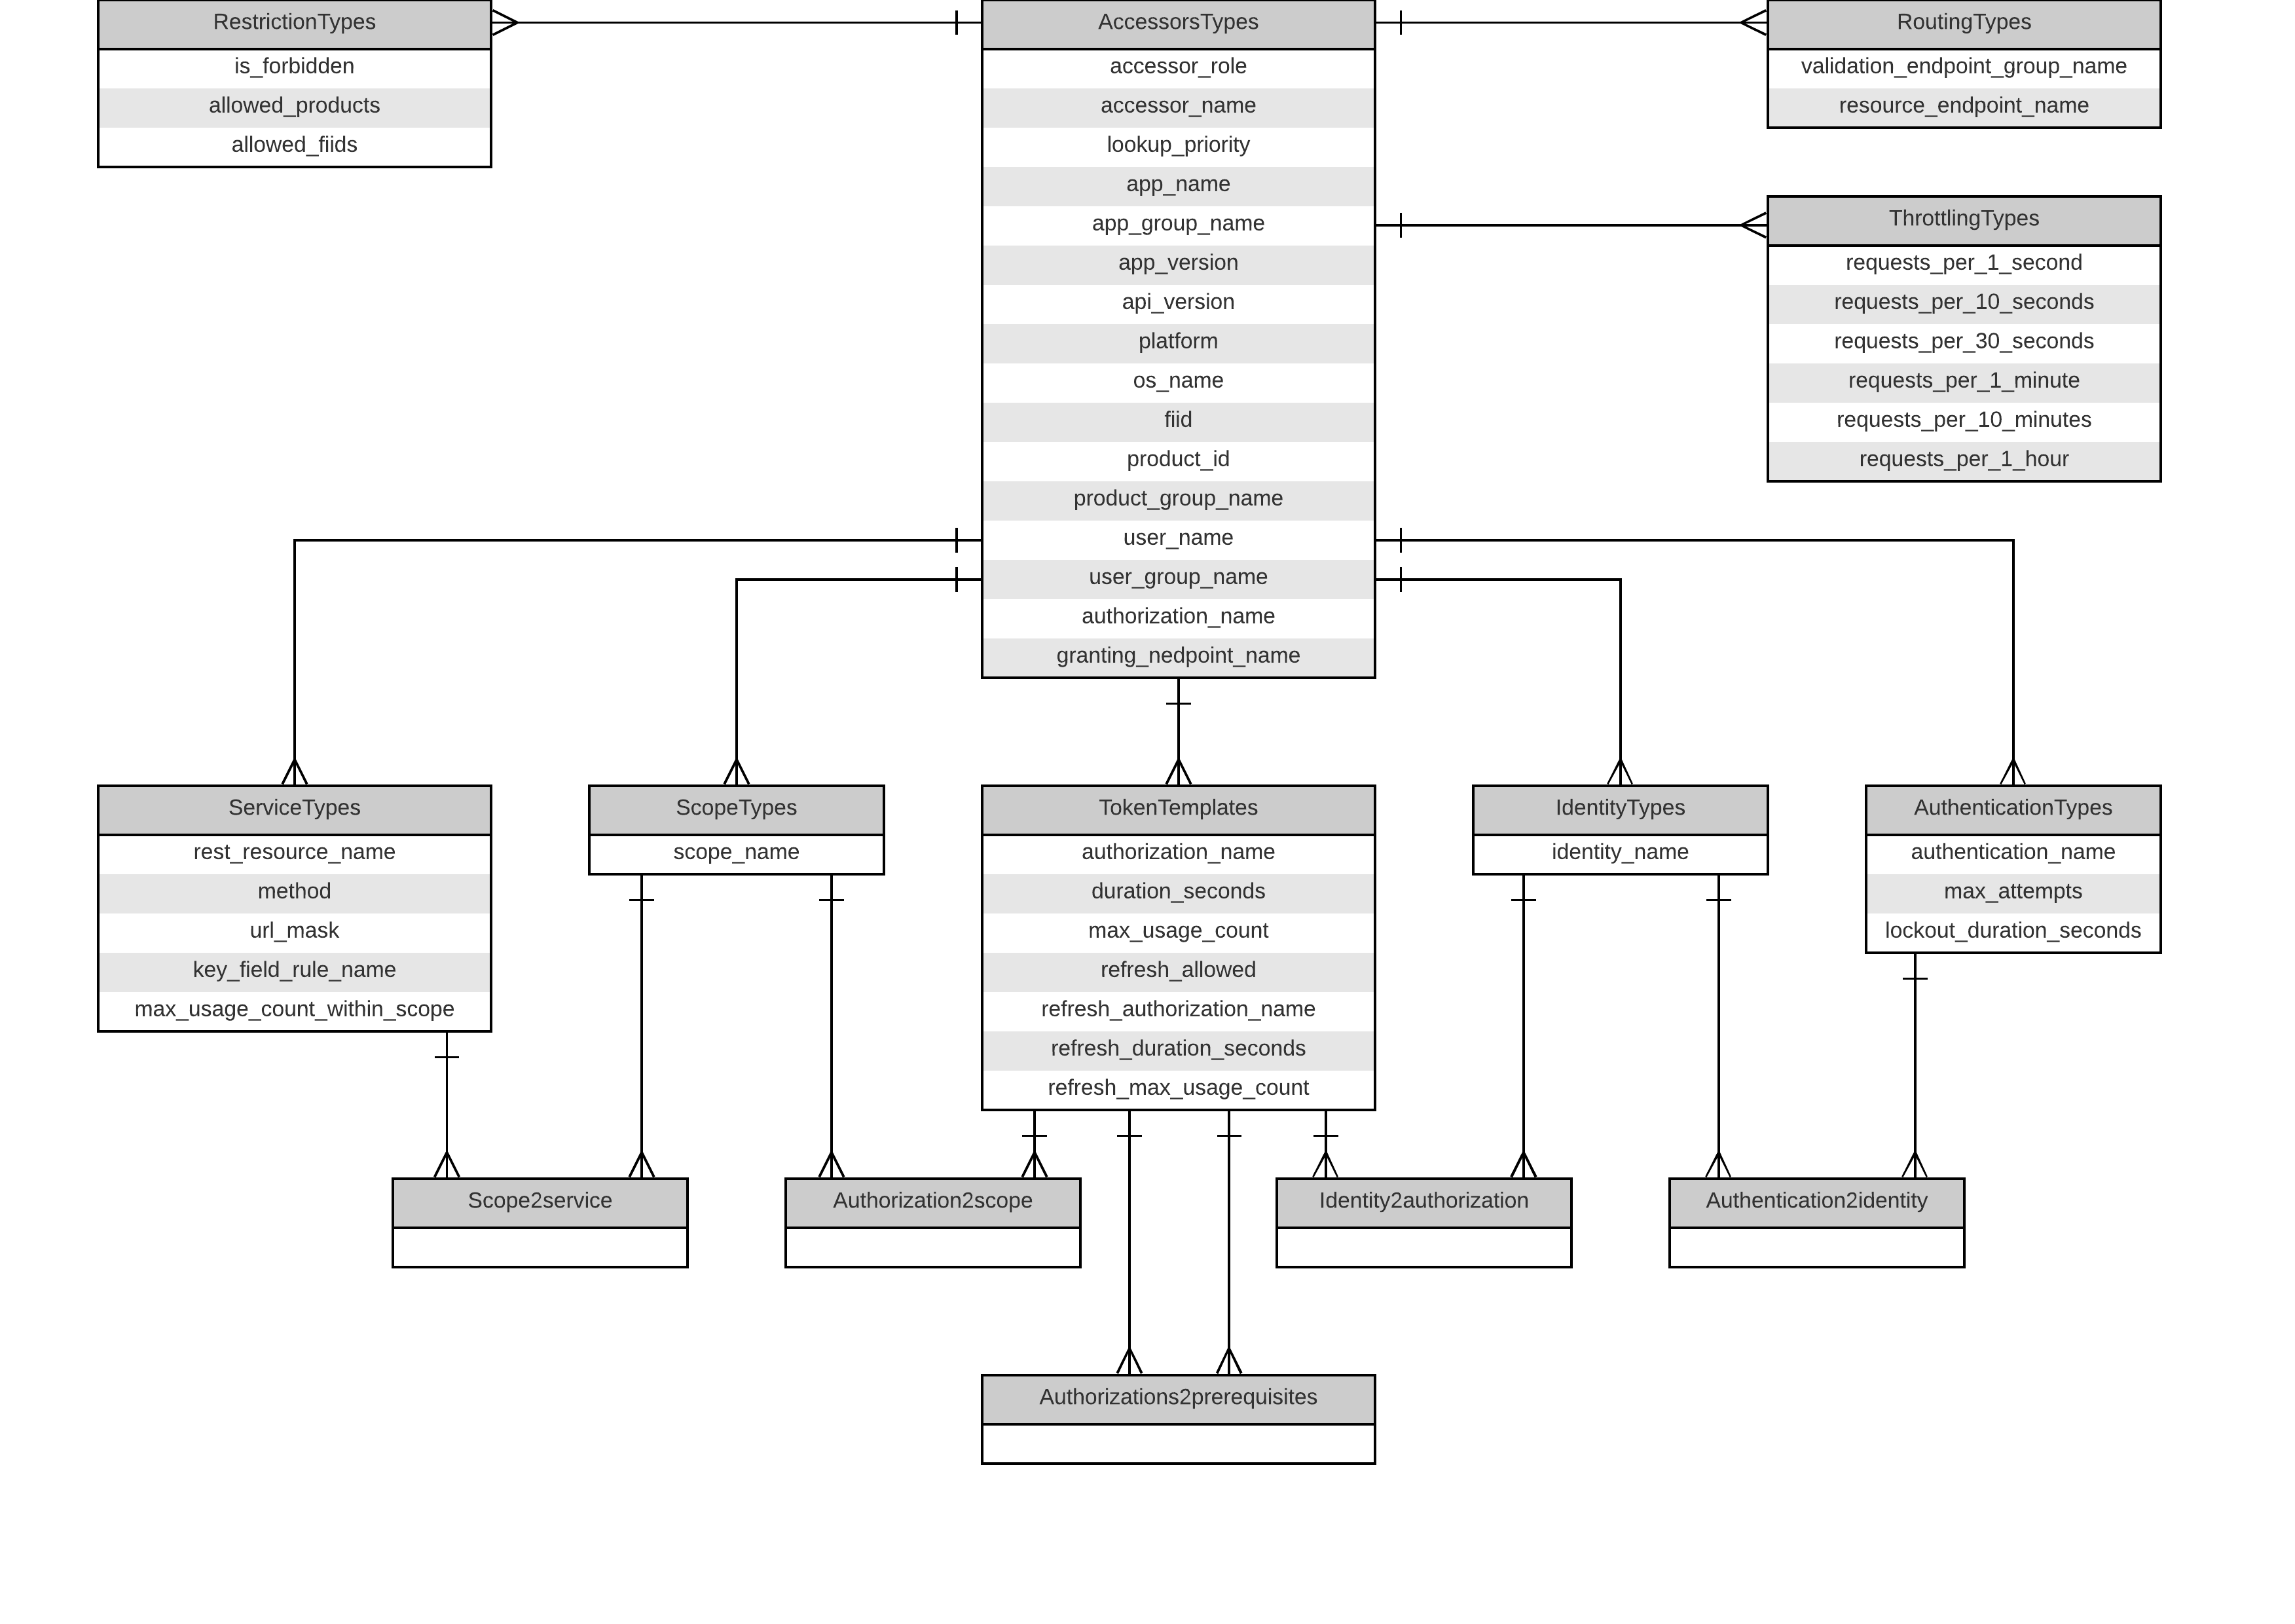 RestrictionTypes
is_forbidden
allowed_products
allowed_fiids
AccessorsTypes
accessor_role
accessor_name
lookup_priority
app_name
app_group_name
app_version
api_version
platform
os_name
fiid
product_id
product_group_name
user_name
user_group_name
authorization_name
granting_nedpoint_name
RoutingTypes
validation_endpoint_group_name
resource_endpoint_name
ThrottlingTypes
requests_per_1_second
requests_per_10_seconds
requests_per_30_seconds
requests_per_1_minute
requests_per_10_minutes
requests_per_1_hour
ServiceTypes
rest_resource_name
method
url_mask
key_field_rule_name
max_usage_count_within_scope
ScopeTypes
scope_name
TokenTemplates
authorization_name
duration_seconds
max_usage_count
refresh_allowed
refresh_authorization_name
refresh_duration_seconds
refresh_max_usage_count
IdentityTypes
identity_name
AuthenticationTypes
authentication_name
max_attempts
lockout_duration_seconds
Scope2service
Authorization2scope
Identity2authorization
Authentication2identity
Authorizations2prerequisites